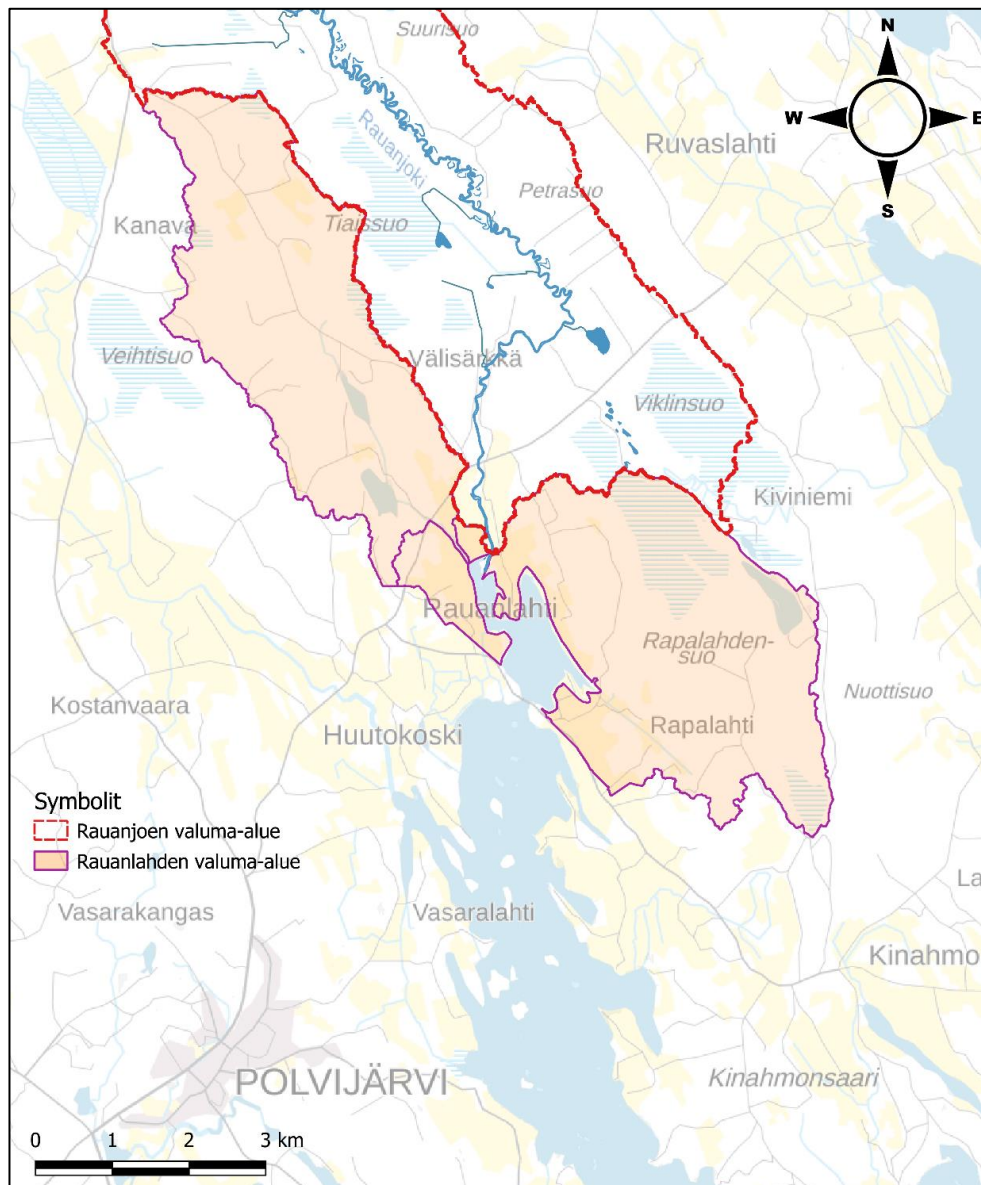 Suurisuo
N
W
E
S
Rauanjoki
Ruvaslahti
Petrasuo
Kanava
Tiaissuo
Veihtisuo
Välisärkkä
Viklinsuo
Kiviniemi
Rauanlahti
Rapalahden-
suo
Nuottisuo
Kostanvaara
Rapalahti
Huutokoski
Symbolit
Rauanjoen valuma-alue
Rauanlahden valuma-alue
La
Vasarakangas
Vasaralahti
Kinahmo
POLVIJÄRVI
Kinahmonsaari
0 1 2 3 km